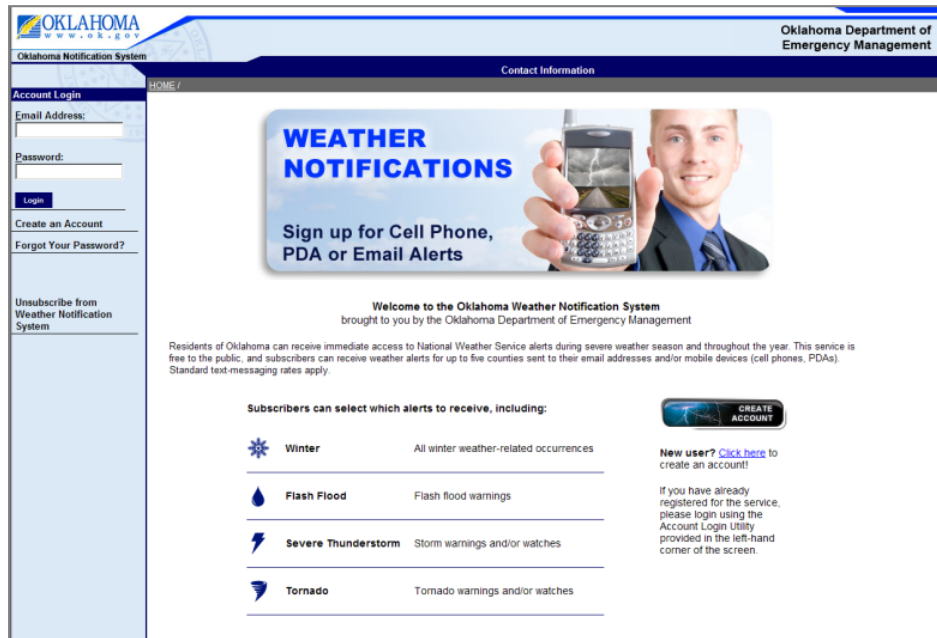 OKLAHOMA
www.ok.gov
Oklahoma Notification System
Oklahoma Department of
Emergency Management
Contact Information
HOME /
Account Login
Email Address:
Password:
Login
Create an Account
Forgot Your Password?
Unsubscribe from
Weather Notification
System
WEATHER
NOTIFICATIONS
Sign up for Cell Phone,
PDA or Email Alerts
Welcome to the Oklahoma Weather Notification System
brought to you by the Oklahoma Department of Emergency Management
Residents of Oklahoma can receive immediate access to National Weather Service alerts during severe weather season and throughout the year. This service is
free to the public, and subscribers can receive weather alerts for up to five counties sent to their email addresses and/or mobile devices (cell phones, PDAs).
Standard text-messaging rates apply.
Subscribers can select which alerts to receive, including:
Winter All winter weather-related occurrences
Flash Flood Flash flood warnings
Severe Thunderstorm Storm warnings and/or watches
Tornado Tornado warnings and/or watches
CREATE
ACCOUNT
New user? Click here to
create an account!
If you have already
registered for the service,
please login using the
Account Login Utility
provided in the left-hand
corner of the screen.